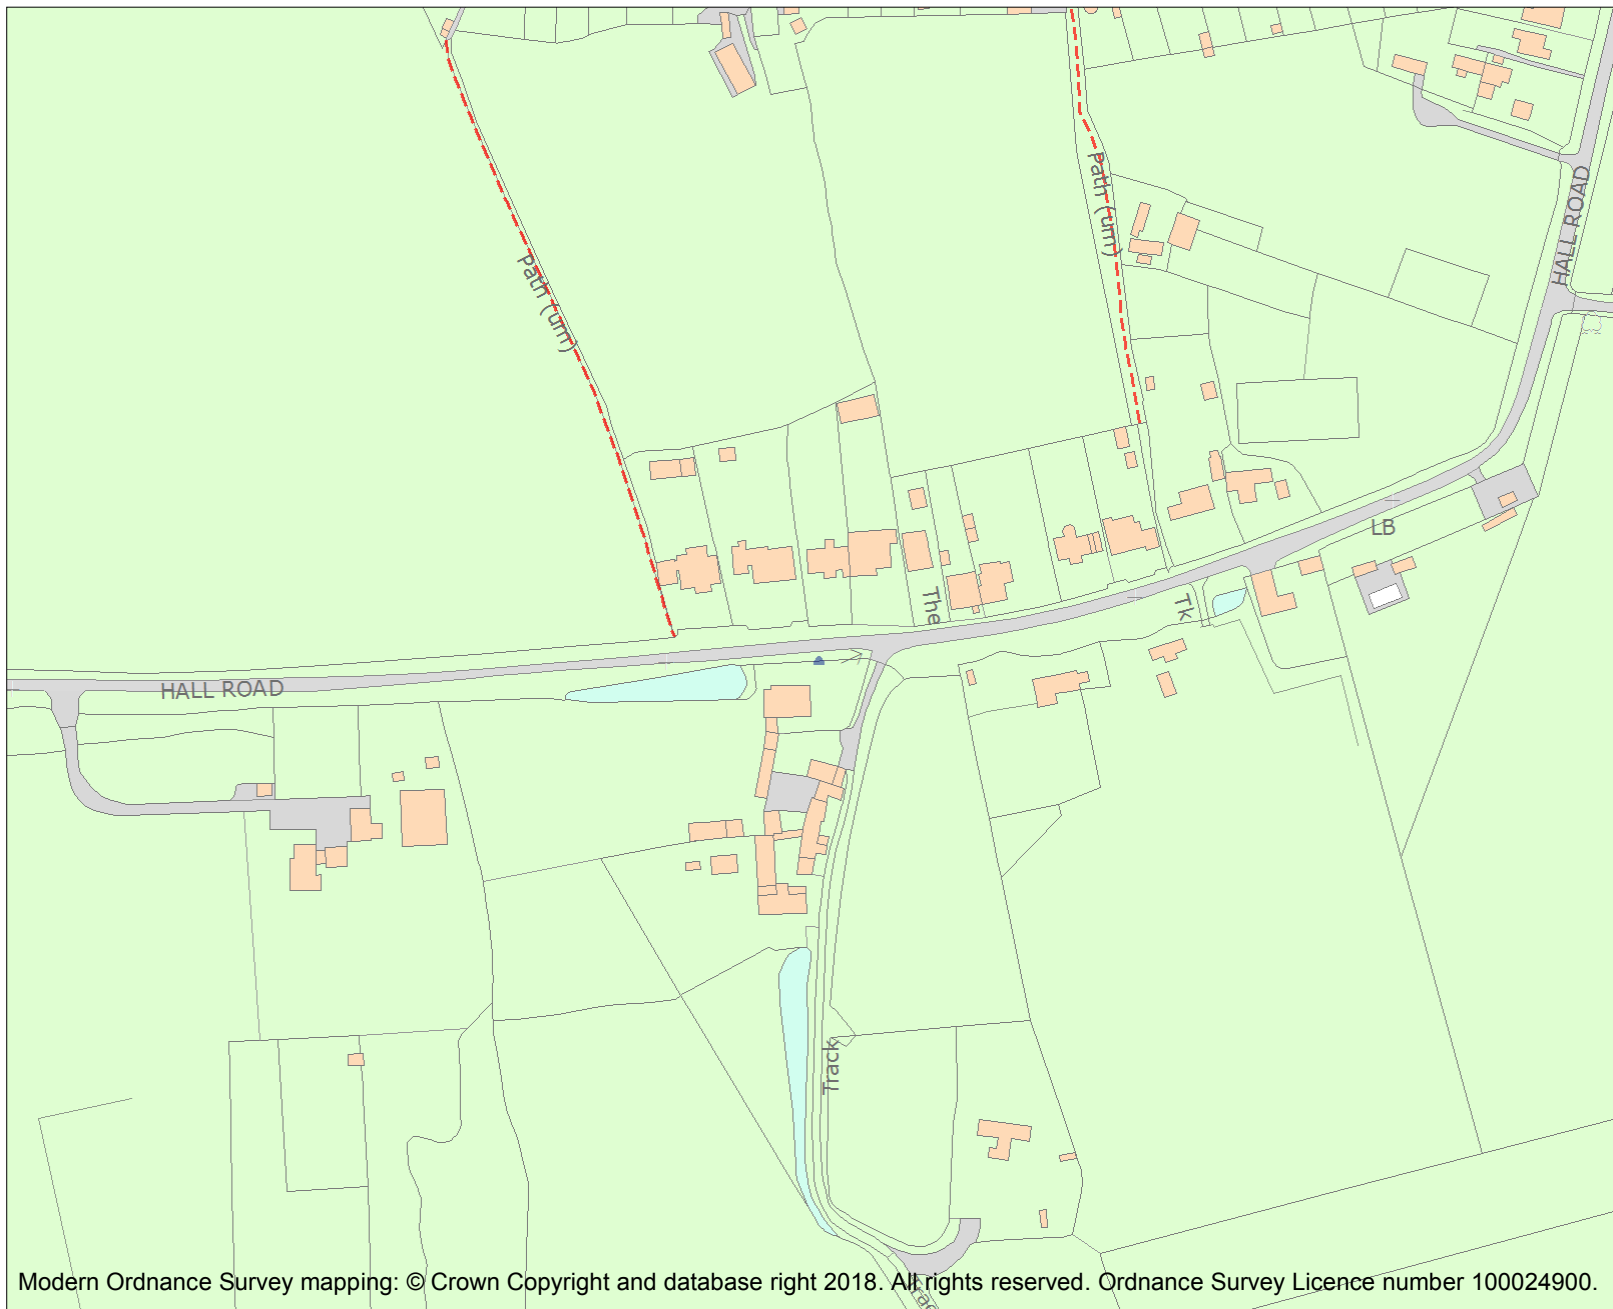 Path (um)
HALL ROAD
Path (um)
LB
The
Tk
HALL ROAD
Track
Modern Ordnance Survey mapping: © Crown Copyright and database right 2018. All rights reserved. Ordnance Survey Licence number 100024900.